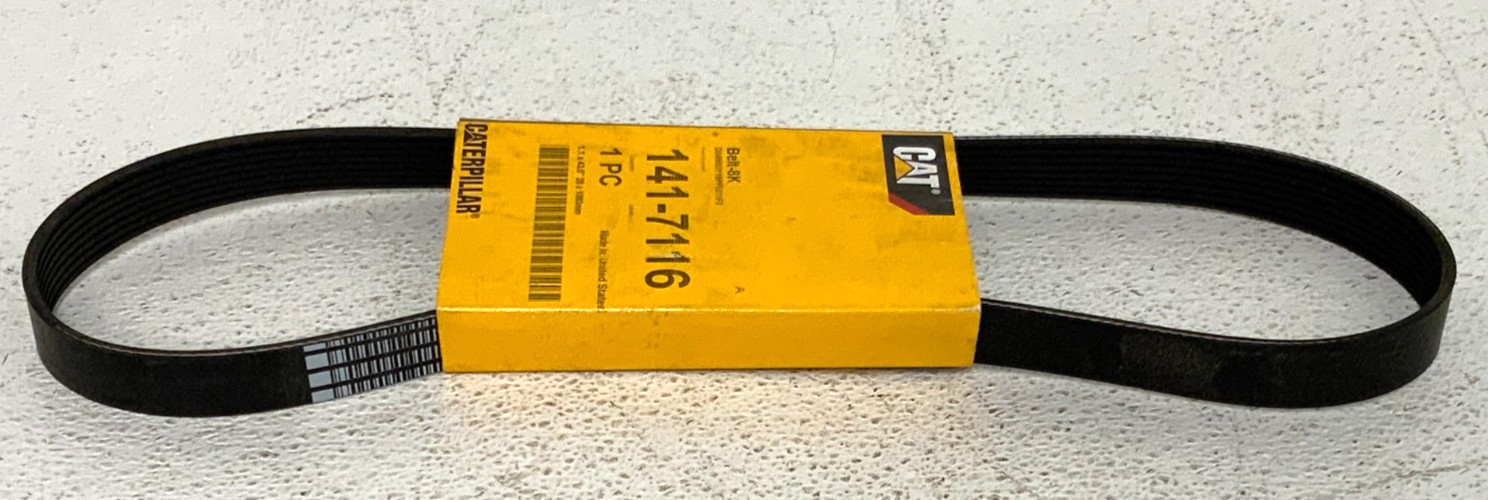 CATERPILLAR®
CAT®
Belt-8K
141-7116
A
1 PC
Made in: United States